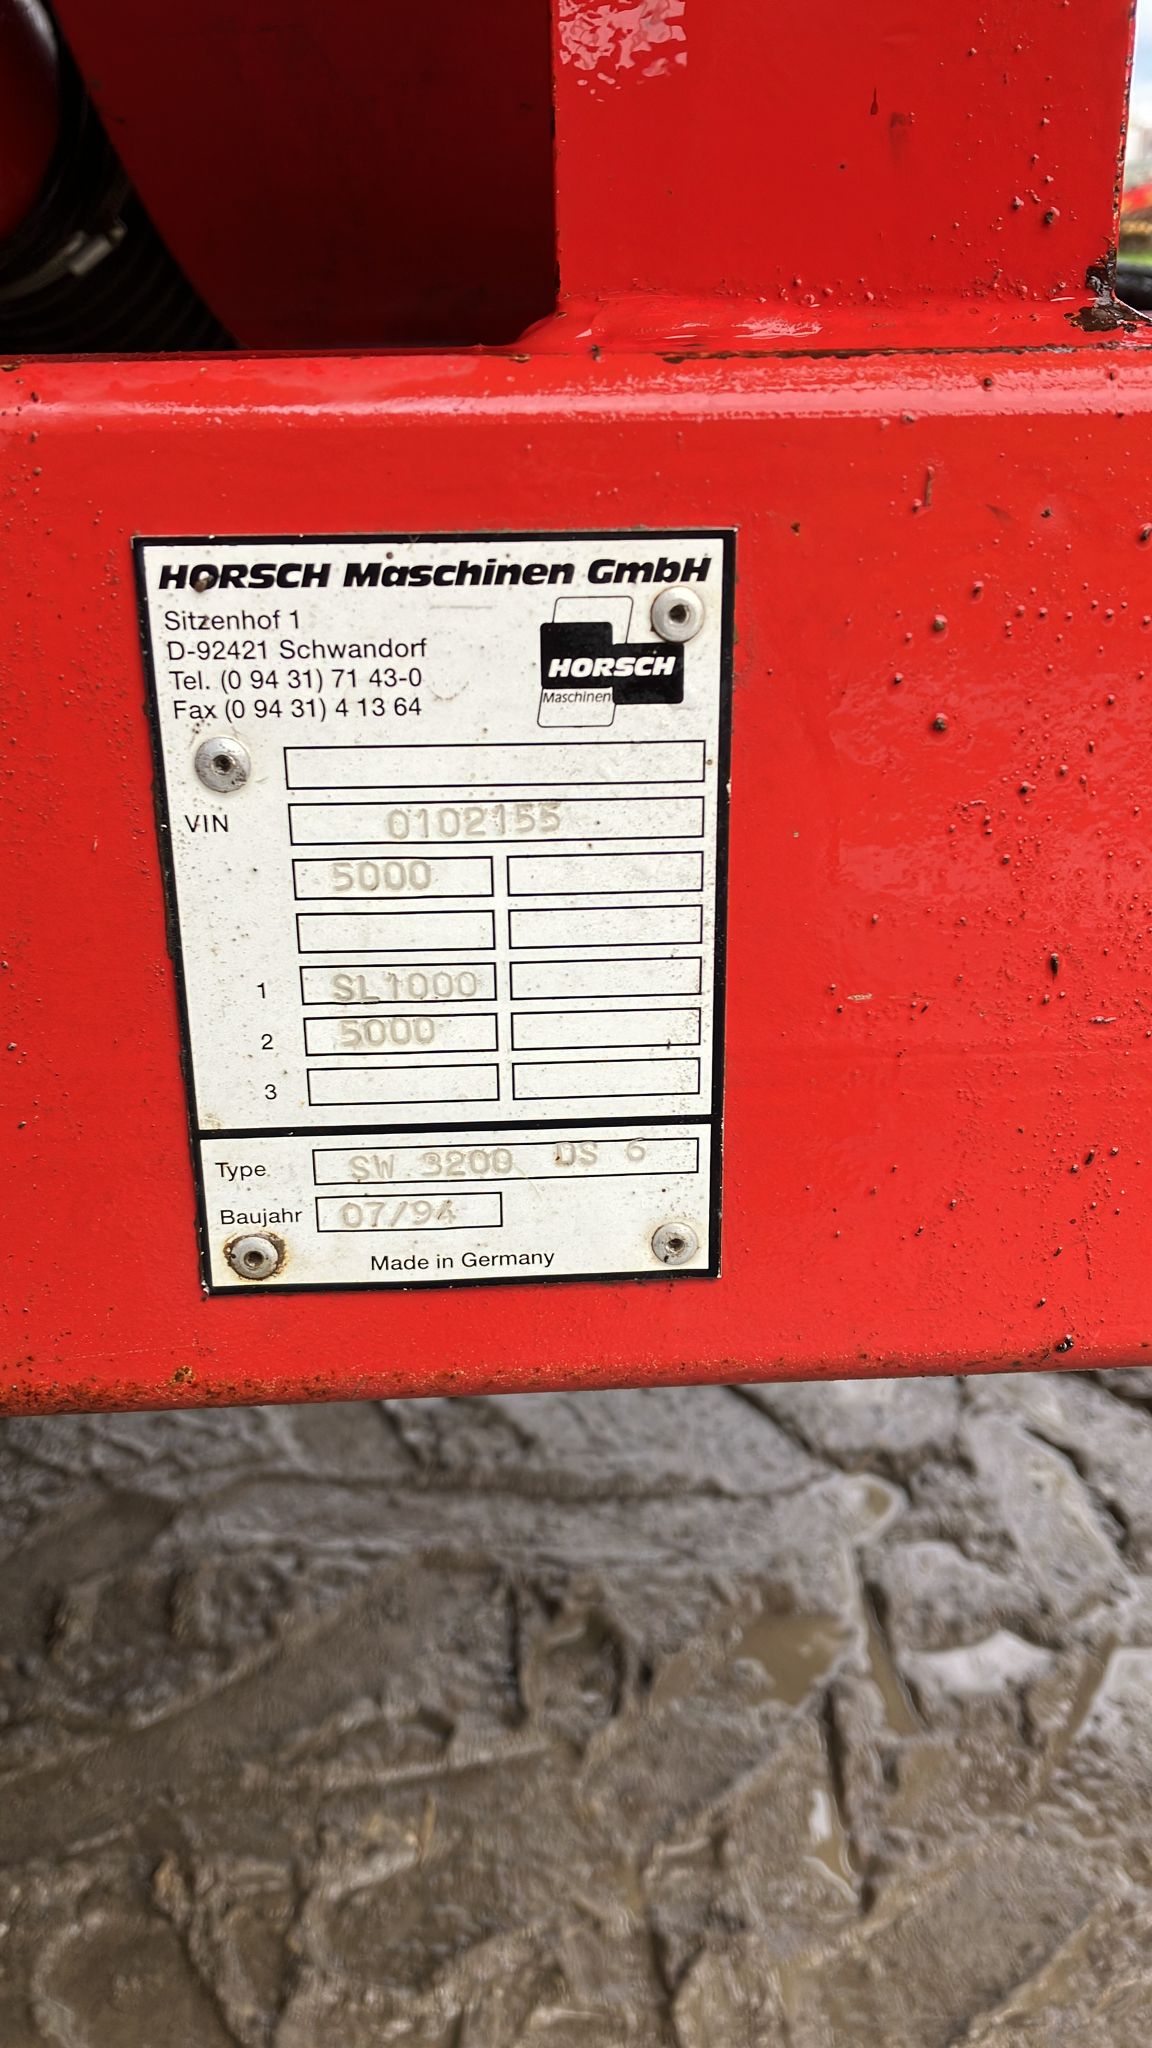 HORSCH Maschinen GmbH
Sitzenhof 1
D-92421 Schwandorf
Tel. (0 94 31) 71 43-0
Fax (0 94 31) 4 13 64
HORSCH
Maschinen
VIN 0102155
5000
1 SL1000
2 5000
3
Type SW 3200 DS 6
Baujahr 07/94
Made in Germany